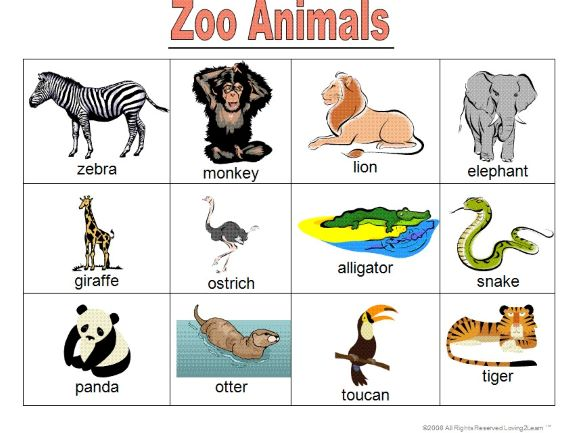 Zoo Animals
zebra
monkey
lion
elephant
giraffe
ostrich
alligator
snake
panda
otter
toucan
tiger
©2008 All Rights Reserved Loving2Learn ™